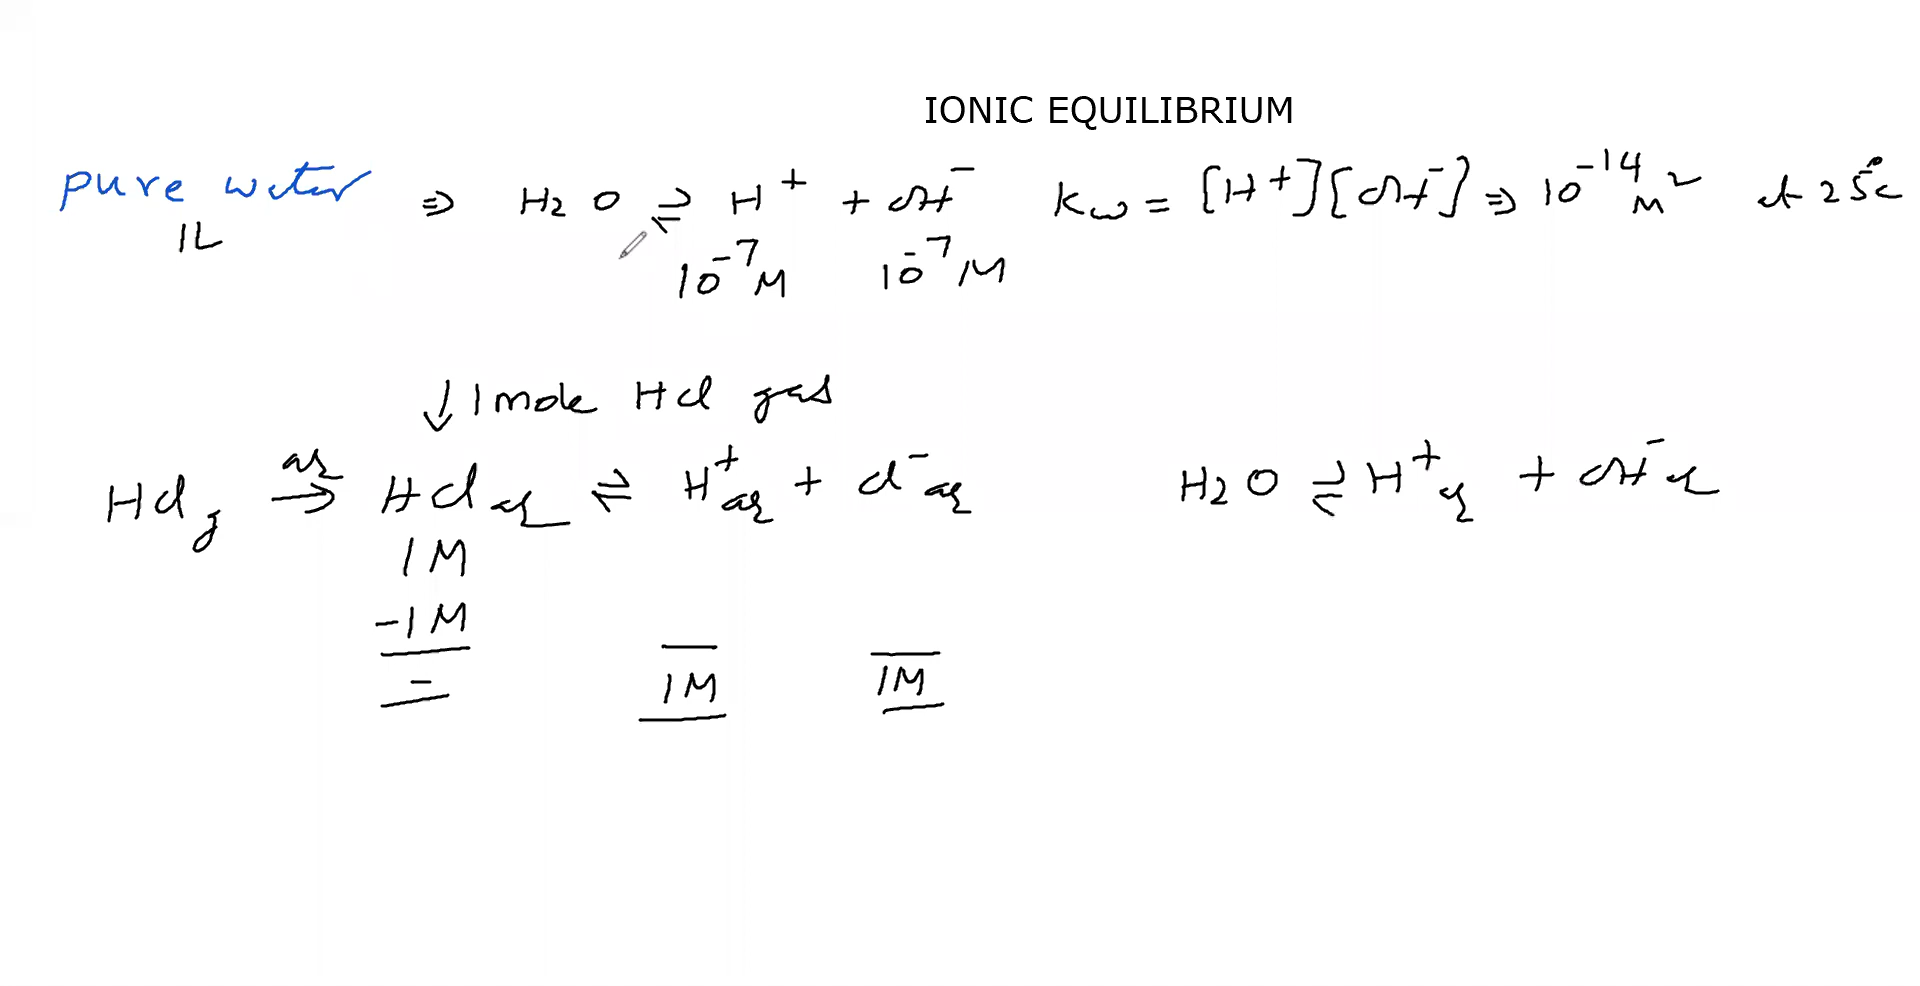 IONIC EQUILIBRIUM
pure water ⇒ H2O ⇌ H+ + OH- Kw = [H+][OH-] ⇒ 10^-14 M^2 at 25°C
1L
10^-7 M 10^-7 M
↓ 1 mole HCl gas
HCl g →aq HCl aq ⇌ H+ aq + Cl- aq H2O ⇌ H+ aq + OH- aq
1M
-1M
- 1M 1M